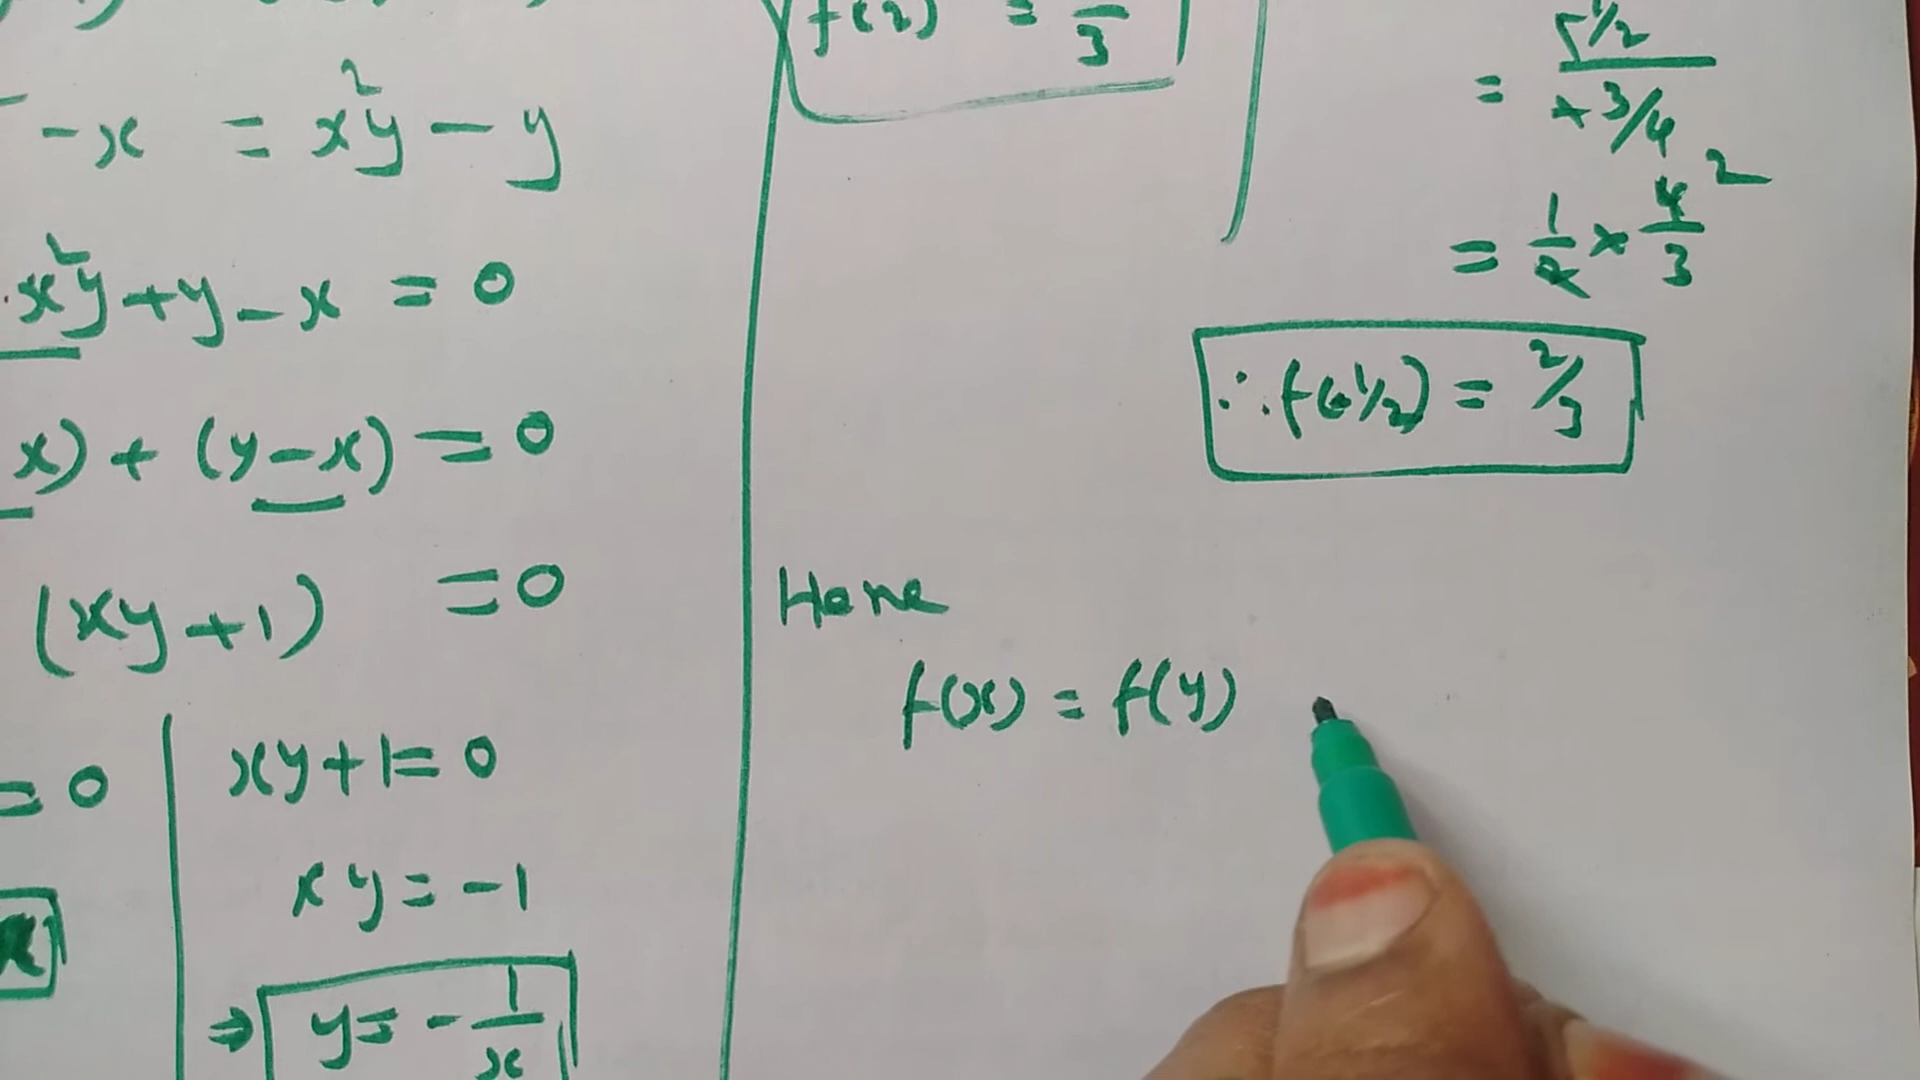 -x = x²y - y
x²y + y - x = 0
x) + (y - x) = 0
(xy + 1) = 0
= 0
xy + 1 = 0
xy = -1
x
⇒ y = -1/x
f(2) = /3
= 1/2 / 3/4
= 1/2 × 4/3 2
∴ f(-1/2) = 2/3
Here
f(x) = f(y)